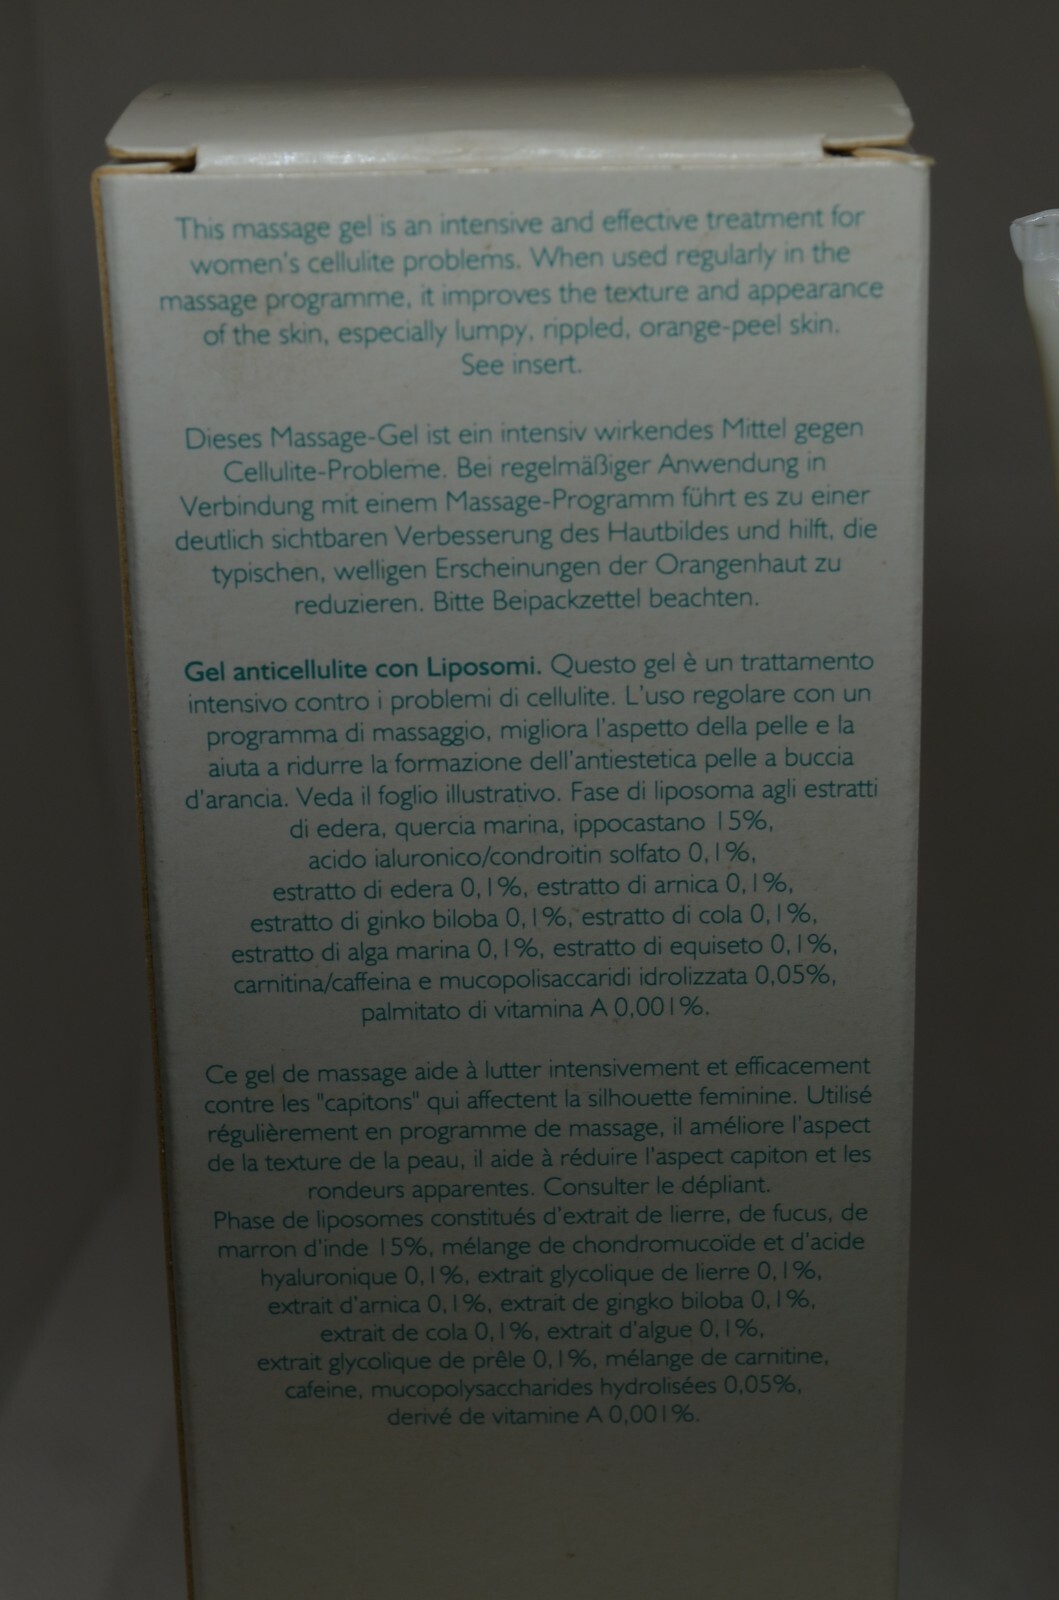 This massage gel is an intensive and effective treatment for
women's cellulite problems. When used regularly in the
massage programme, it improves the texture and appearance
of the skin, especially lumpy, rippled, orange-peel skin.
See insert.
Dieses Massage-Gel ist ein intensiv wirkendes Mittel gegen
Cellulite-Probleme. Bei regelmäßiger Anwendung in
Verbindung mit einem Massage-Programm führt es zu einer
deutlich sichtbaren Verbesserung des Hautbildes und hilft, die
typischen, welligen Erscheinungen der Orangenhaut zu
reduzieren. Bitte Beipackzettel beachten.
Gel anticellulite con Liposomi. Questo gel è un trattamento
intensivo contro i problemi di cellulite. L'uso regolare con un
programma di massaggio, migliora l'aspetto della pelle e la
aiuta a ridurre la formazione dell'antiestetica pelle a buccia
d'arancia. Veda il foglio illustrativo. Fase di liposoma agli estratti
di edera, quercia marina, ippocastano 15%,
acido ialuronico/condroitin solfato 0,1%,
estratto di edera 0,1%, estratto di arnica 0,1%,
estratto di ginko biloba 0,1%, estratto di cola 0,1%,
estratto di alga marina 0,1%, estratto di equiseto 0,1%,
carnitina/caffeina e mucopolisaccaridi idrolizzata 0,05%,
palmitato di vitamina A 0,001%.
Ce gel de massage aide à lutter intensivement et efficacement
contre les "capitons" qui affectent la silhouette feminine. Utilisé
régulièrement en programme de massage, il améliore l'aspect
de la texture de la peau, il aide à réduire l'aspect capiton et les
rondeurs apparentes. Consulter le dépliant.
Phase de liposomes constitués d'extrait de lierre, de fucus, de
marron d'inde 15%, mélange de chondromucoïde et d'acide
hyaluronique 0,1%, extrait glycolique de lierre 0,1%,
extrait d'arnica 0,1%, extrait de gingko biloba 0,1%,
extrait de cola 0,1%, extrait d'algue 0,1%,
extrait glycolique de prêle 0,1%, mélange de carnitine,
cafeine, mucopolysaccharides hydrolisées 0,05%,
derivé de vitamine A 0,001%.